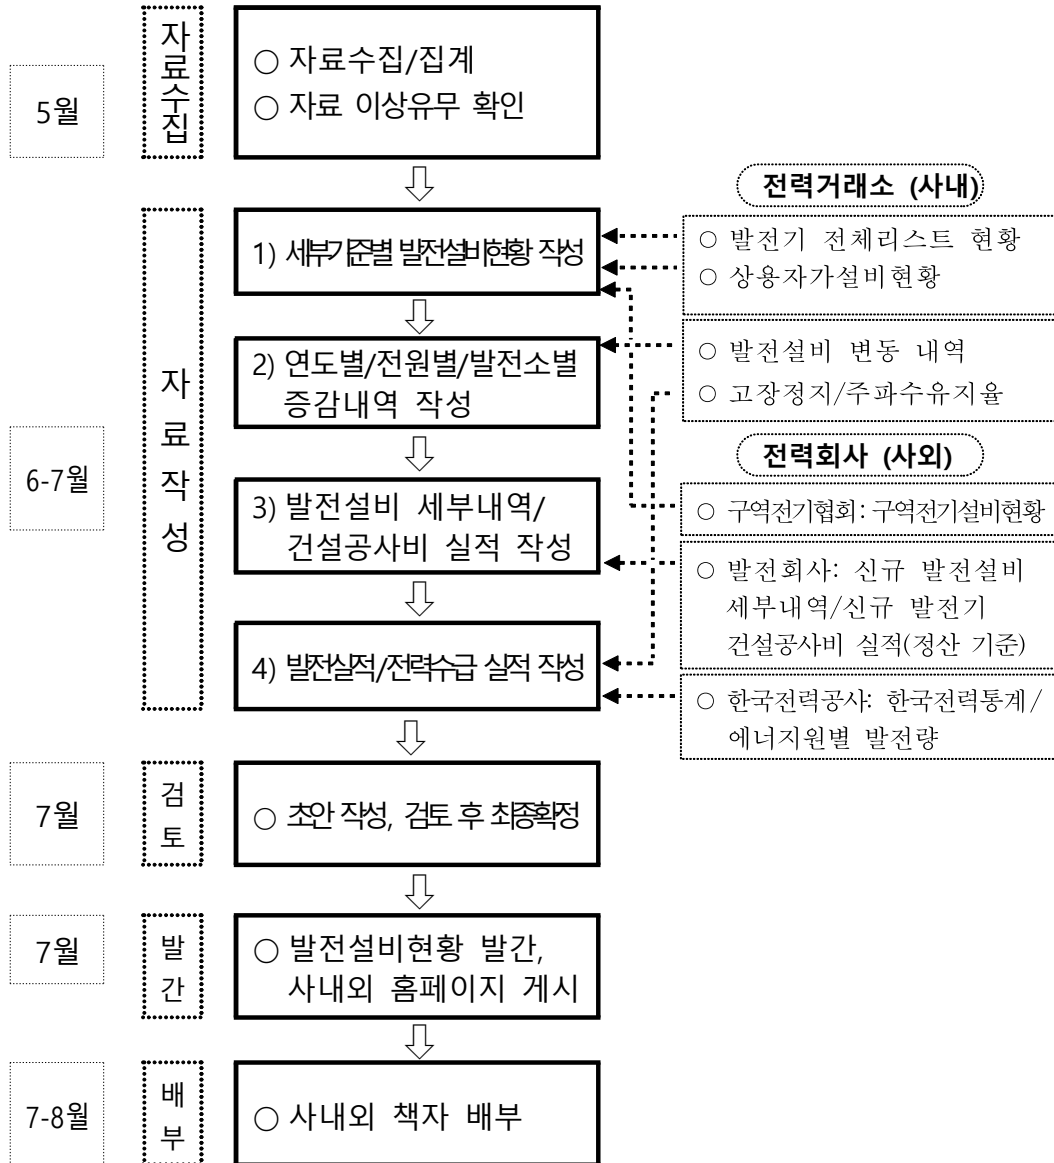 5월
자료수집
○ 자료수집/집계
○ 자료 이상유무 확인
6-7월
자료작성
1) 세부기준별 발전설비현황 작성
2) 연도별/전원별/발전소별
증감내역 작성
3) 발전설비 세부내역/
건설공사비 실적 작성
4) 발전실적/전력수급 실적 작성
전력거래소 (사내)
○ 발전기 전체리스트 현황
○ 상용자가설비현황
○ 발전설비 변동 내역
○ 고장정지/주파수유지율
전력회사 (사외)
○ 구역전기협회: 구역전기설비현황
○ 발전회사: 신규 발전설비
세부내역/신규 발전기
건설공사비 실적(정산 기준)
○ 한국전력공사: 한국전력통계/
에너지원별 발전량
7월
검토
○ 초안 작성, 검토 후 최종확정
7월
발간
○ 발전설비현황 발간,
사내외 홈페이지 게시
7-8월
배부
○ 사내외 책자 배부